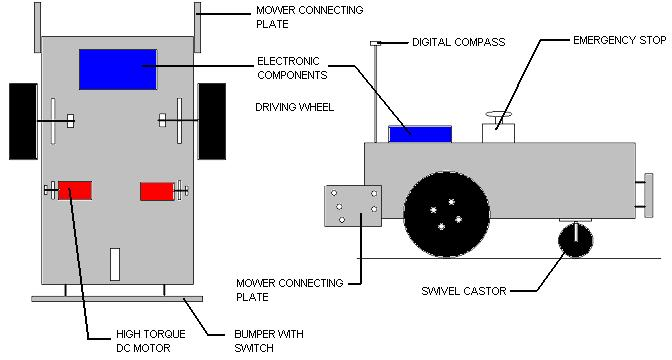 MOWER CONNECTING
PLATE
ELECTRONIC
COMPONENTS
DRIVING WHEEL
DIGITAL COMPASS
EMERGENCY STOP
MOWER CONNECTING
PLATE
SWIVEL CASTOR
HIGH TORQUE
DC MOTOR
BUMPER WITH
SWITCH